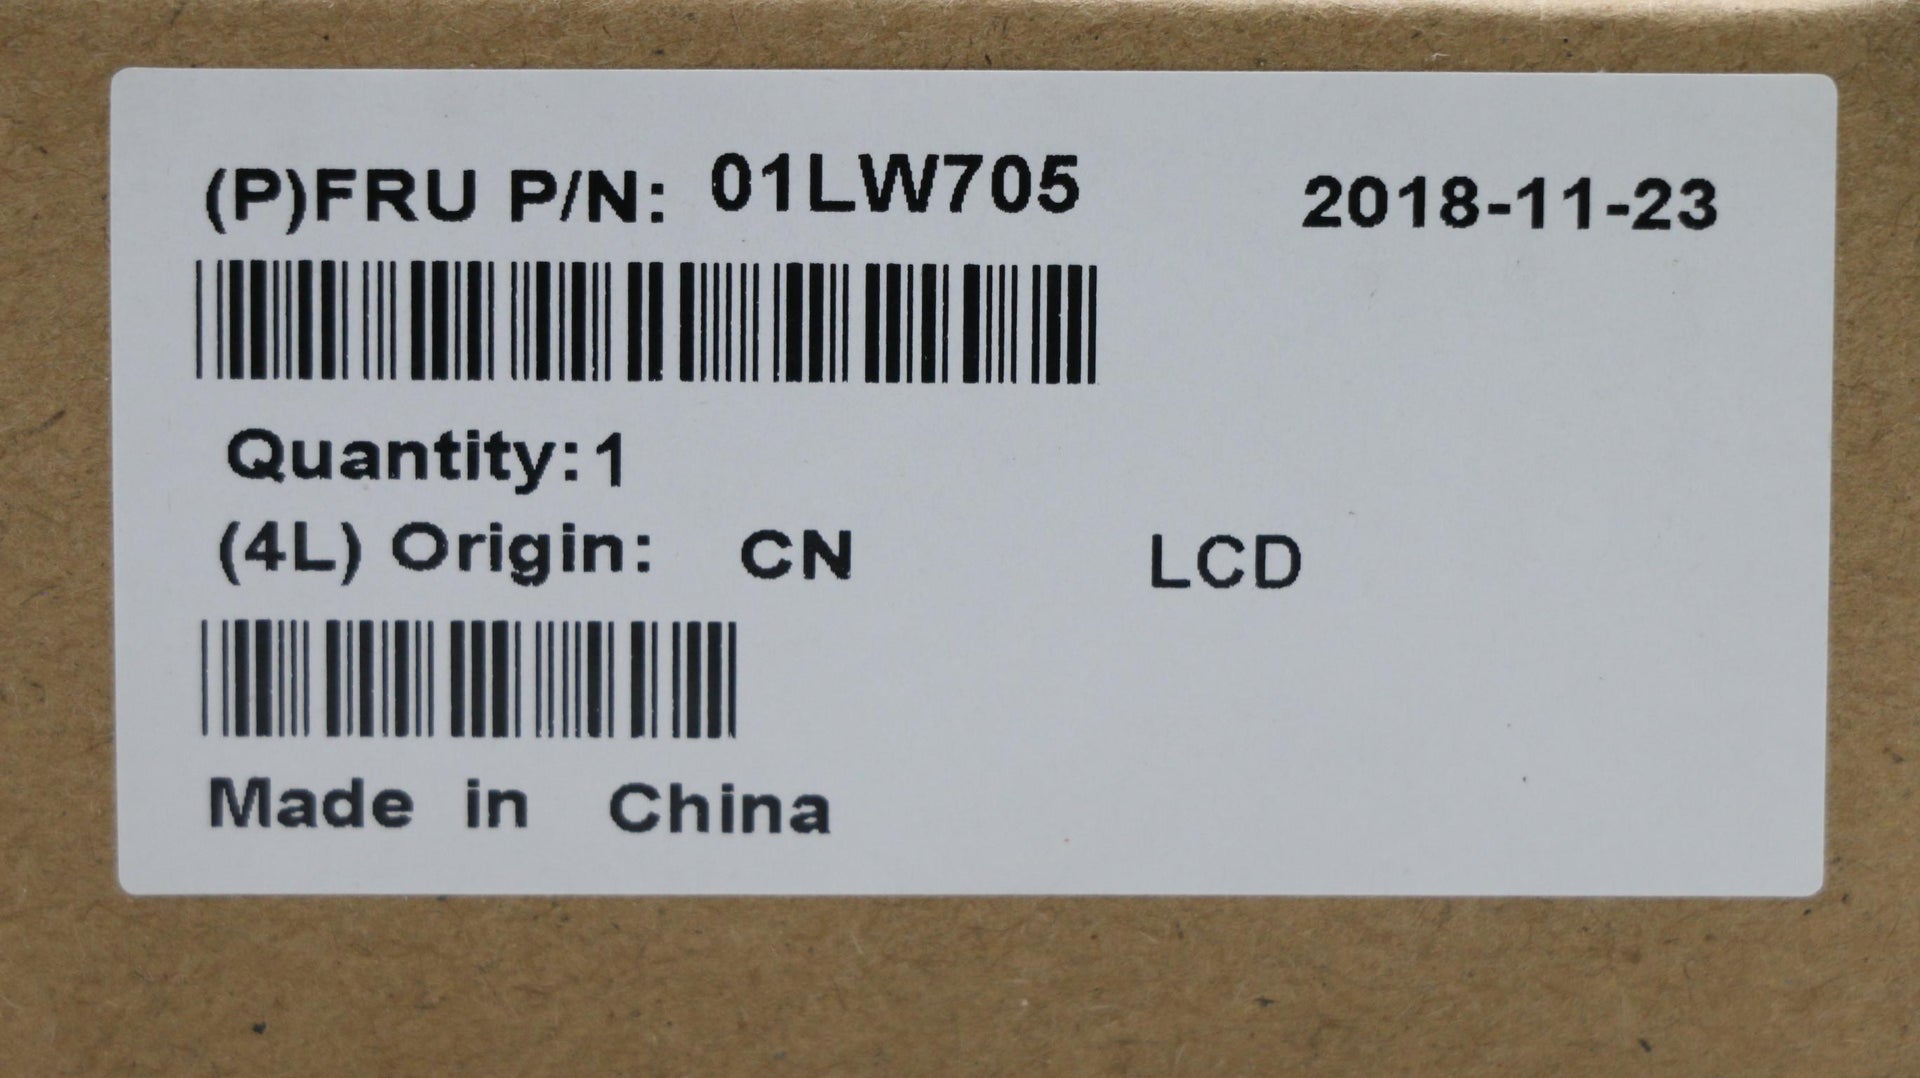 (P)FRU P/N: 01LW705 2018-11-23
Quantity:1
(4L) Origin: CN LCD
Made in China